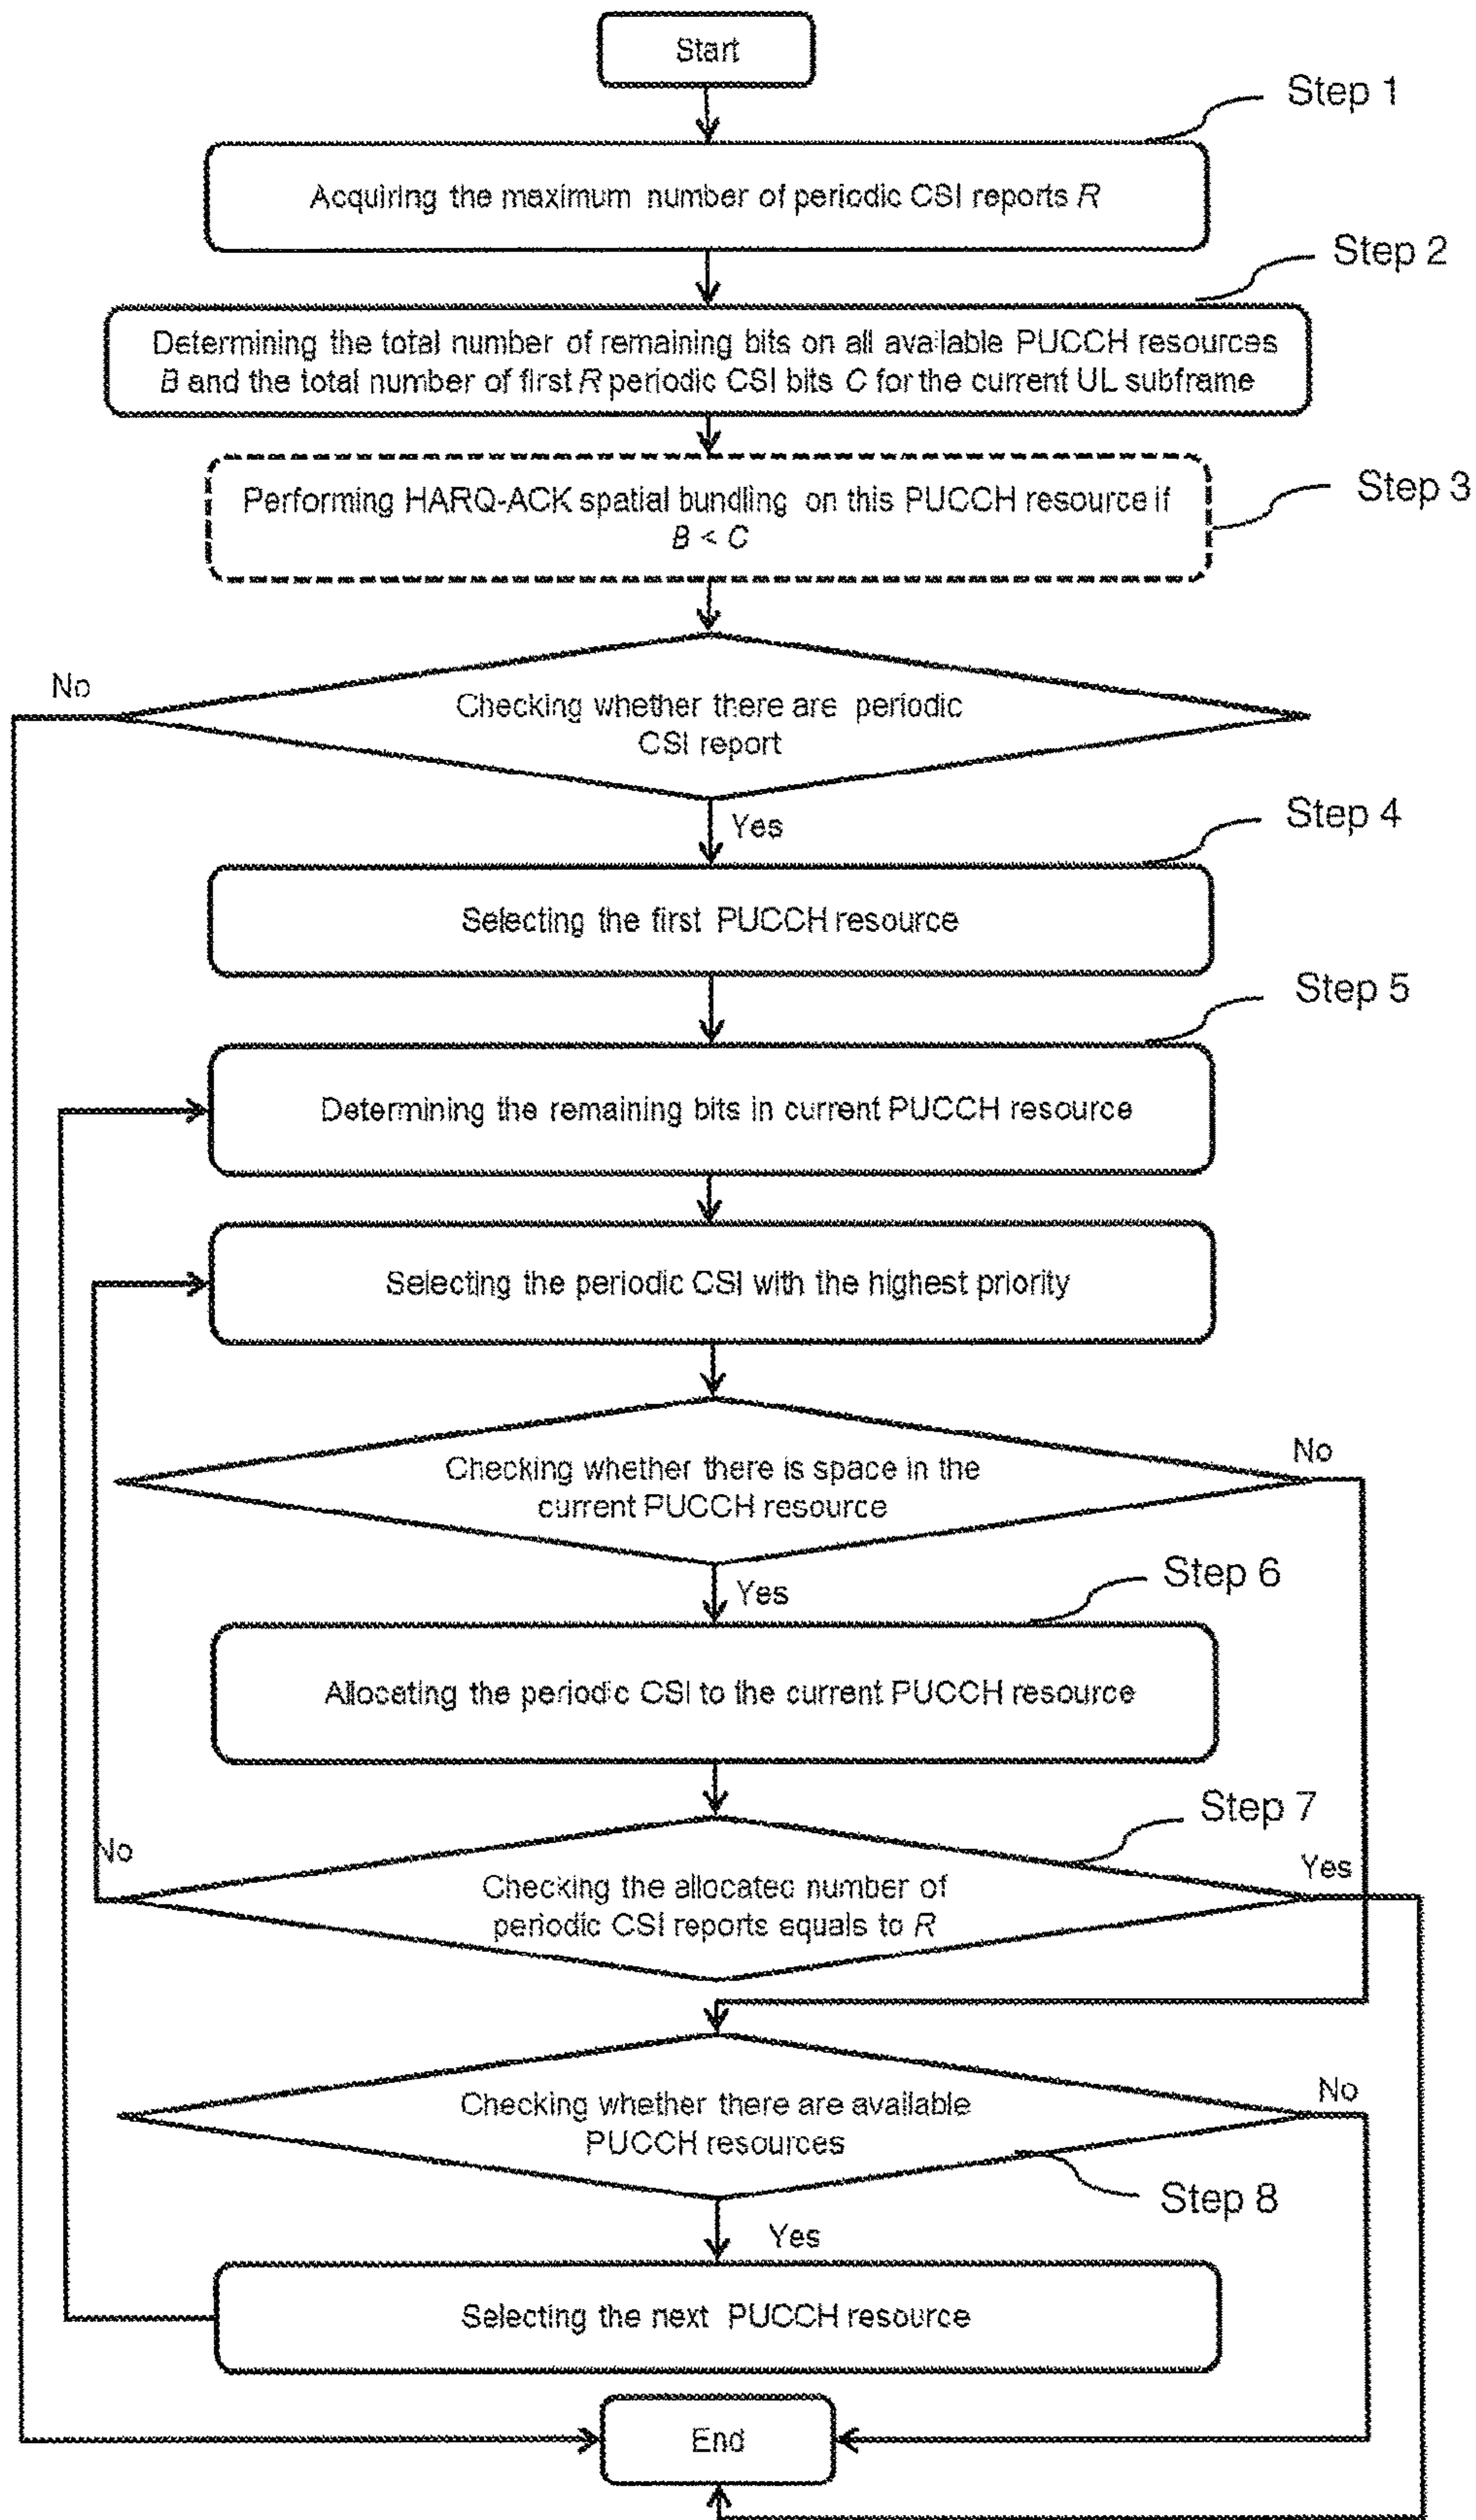 Start
Step 1
Acquiring the maximum number of periodic CSI reports R
Step 2
Determining the total number of remaining bits on all available PUCCH resources
B and the total number of first R periodic CSI bits C for the current UL subframe
Step 3
Performing HARQ-ACK spatial bundling on this PUCCH resource if
B < C
No
Checking whether there are periodic
CSI report
Yes
Step 4
Selecting the first PUCCH resource
Step 5
Determining the remaining bits in current PUCCH resource
Selecting the periodic CSI with the highest priority
No
Checking whether there is space in the
current PUCCH resource
Yes
Step 6
Allocating the periodic CSI to the current PUCCH resource
Step 7
No
Yes
Checking the allocated number of
periodic CSI reports equals to R
No
Checking whether there are available
PUCCH resources
Step 8
Yes
Selecting the next PUCCH resource
End